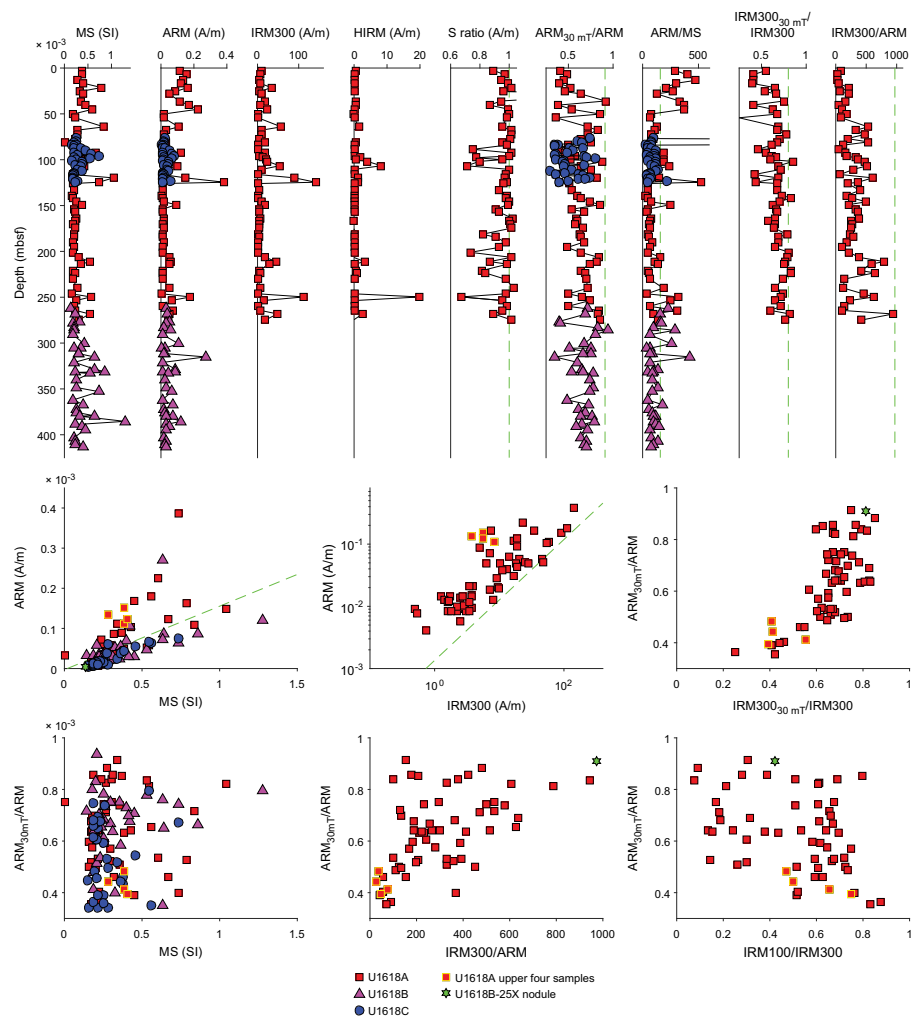 MS (SI)
ARM (A/m)
IRM300 (A/m)
HIRM (A/m)
S ratio (A/m)
ARM30 mT/ARM
ARM/MS
IRM30030 mT/
IRM300
IRM300/ARM
× 10-3
0 1
0 0.2 0.4
0 100
0 10 20
0.6 0.8 1
0 0.5 1
0 500
0.5 1
0 500 1000
0
50
100
150
200
250
300
350
400
Depth (mbsf)
× 10-3
0.4
0.3
0.2
0.1
0
ARM (A/m)
0 0.5 1 1.5
MS (SI)
10-1
10-2
10-3
ARM (A/m)
100 102
IRM300 (A/m)
1
0.8
0.6
0.4
0.2
ARM30mT/ARM
0 0.2 0.4 0.6 0.8 1
IRM30030 mT/IRM300
× 10-3
1
0.8
0.6
0.4
ARM30mT/ARM
0 0.5 1 1.5
MS (SI)
1
0.8
0.6
0.4
ARM30mT/ARM
0 200 400 600 800 1000
IRM300/ARM
1
0.8
0.6
0.4
ARM30mT/ARM
0 0.2 0.4 0.6 0.8 1
IRM100/IRM300
U1618A
U1618B
U1618C
U1618A upper four samples
U1618B-25X nodule